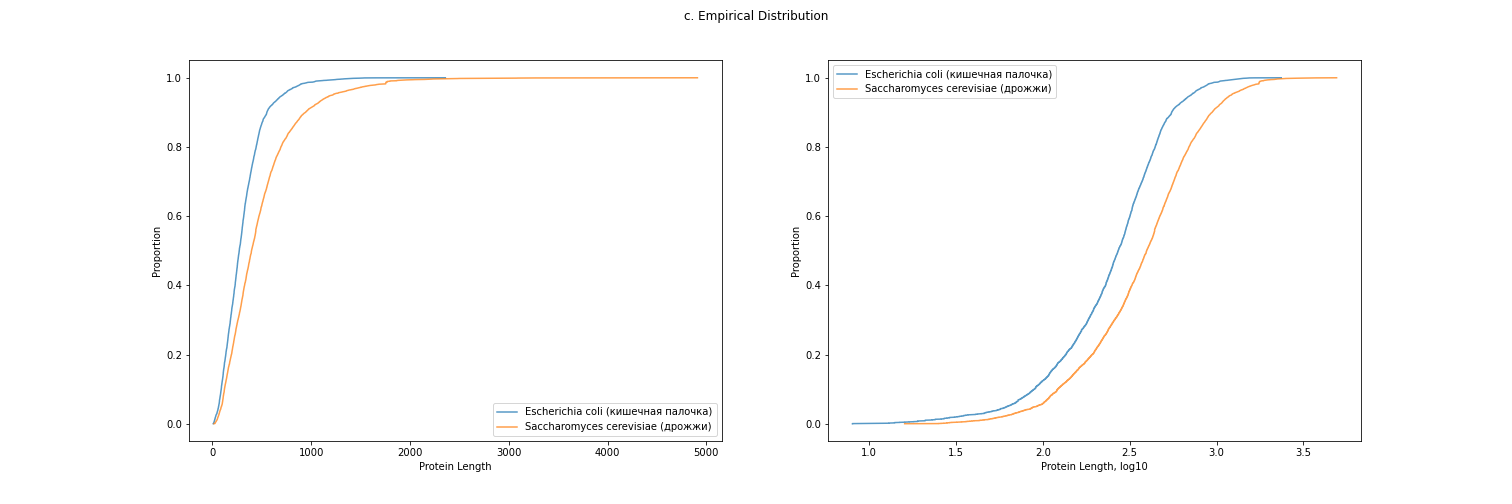 c. Empirical Distribution
1.0
0.8
0.6
0.4
0.2
0.0
Proportion
0
1000
2000
3000
4000
5000
Protein Length
Escherichia coli (кишечная палочка)
Saccharomyces cerevisiae (дрожжи)
Escherichia coli (кишечная палочка)
Saccharomyces cerevisiae (дрожжи)
1.0
0.8
0.6
0.4
0.2
0.0
Proportion
1.0
1.5
2.0
2.5
3.0
3.5
Protein Length, log10